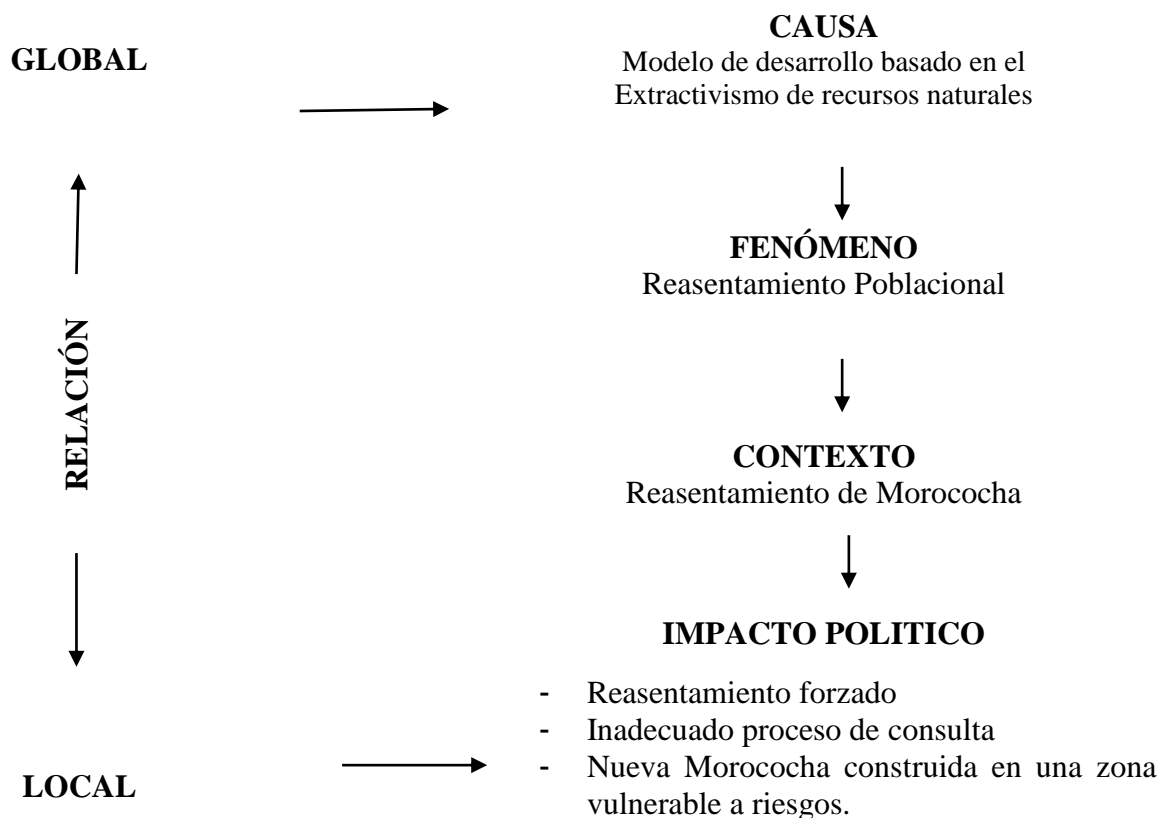 GLOBAL
CAUSA
Modelo de desarrollo basado en el
Extractivismo de recursos naturales
FENÓMENO
Reasentamiento Poblacional
RELACIÓN
CONTEXTO
Reasentamiento de Morococha
IMPACTO POLITICO
- Reasentamiento forzado
- Inadecuado proceso de consulta
- Nueva Morococha construida en una zona
vulnerable a riesgos.
LOCAL